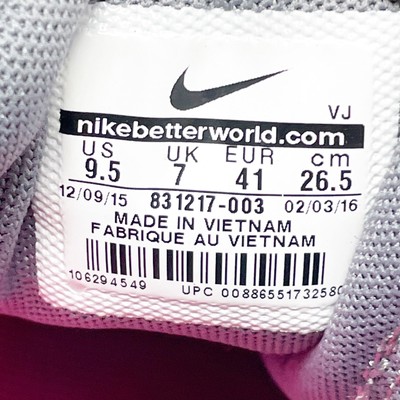 VJ
nikebetterworld.com
US UK EUR cm
9.5 7 41 26.5
12/09/15 831217-003 02/03/16
MADE IN VIETNAM
FABRIQUE AU VIETNAM
106294549 UPC 00886551732580